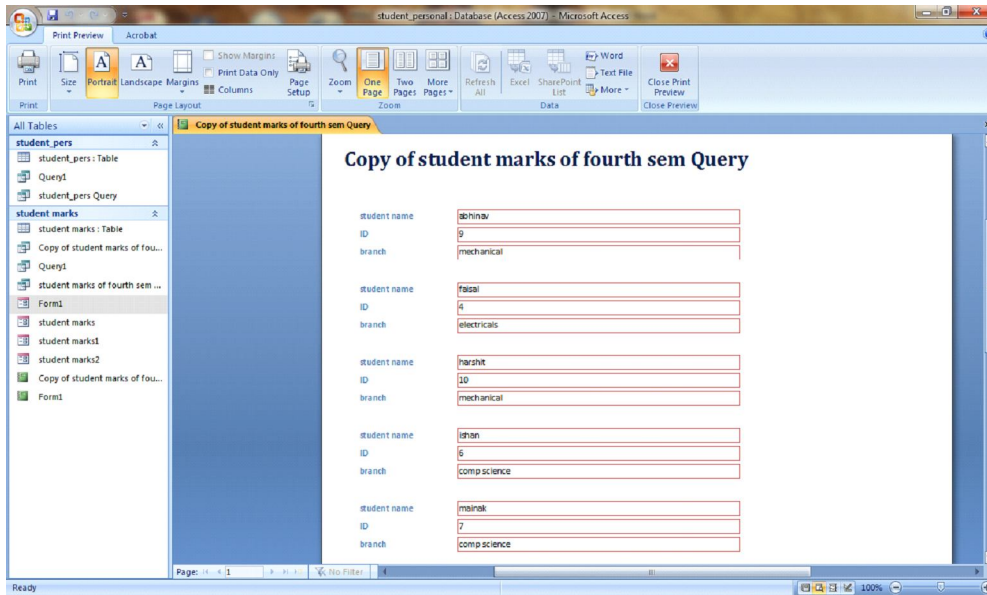 student_personal : Database (Access 2007) - Microsoft Access
Print Preview Acrobat
Print
Size
Portrait
Landscape
Margins
Show Margins
Print Data Only
Columns
Page Setup
Zoom
One Page
Two Pages
More Pages
Refresh All
Excel
SharePoint List
Word
Text File
More
Close Print Preview
Print Page Layout Zoom Data Close Preview
All Tables
Copy of student marks of fourth sem Query
student_pers
student_pers : Table
Query1
student_pers Query
student marks
student marks : Table
Copy of student marks of fou...
Query1
student marks of fourth sem ...
Form1
student marks
student marks1
student marks2
Copy of student marks of fou...
Form1
Copy of student marks of fourth sem Query
student name abhinav
ID 9
branch mechanical
student name faisal
ID 4
branch electricals
student name harshit
ID 10
branch mechanical
student name ishan
ID 6
branch comp science
student name mainak
ID 7
branch comp science
Page: 1 No Filter
Ready 100%